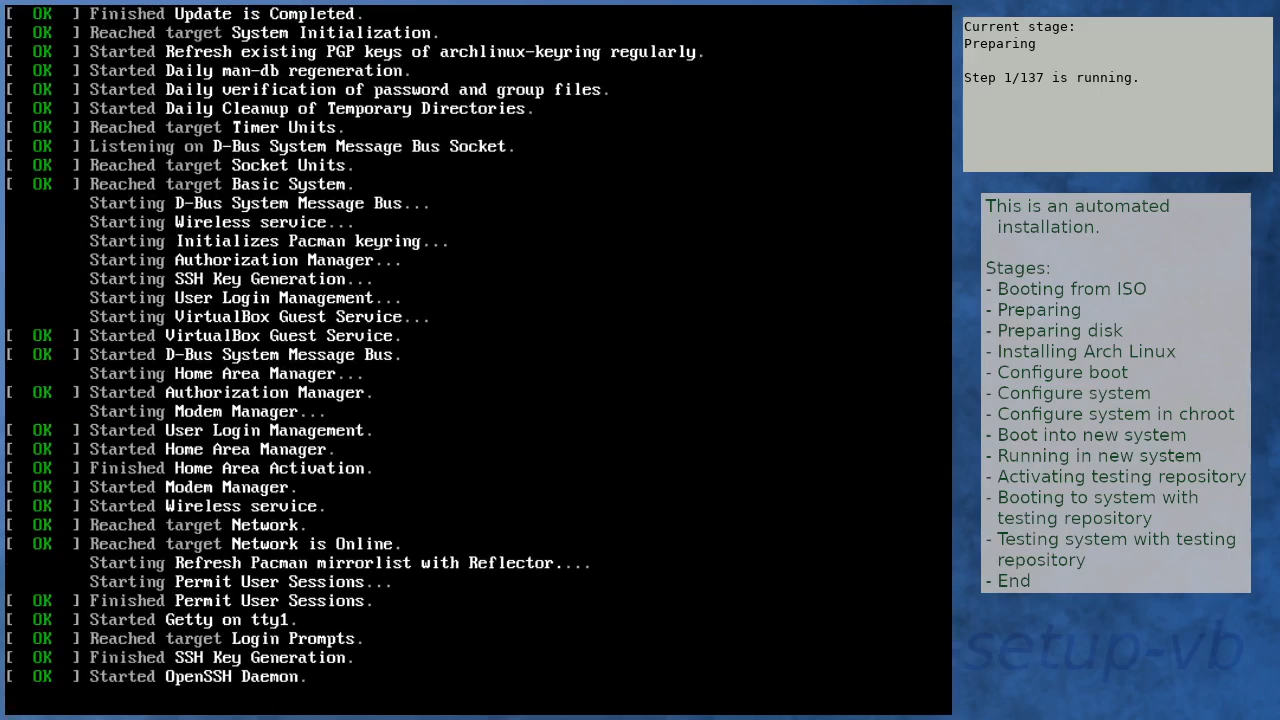 [  OK  ] Finished Update is Completed.
[  OK  ] Reached target System Initialization.
[  OK  ] Started Refresh existing PGP keys of archlinux-keyring regularly.
[  OK  ] Started Daily man-db regeneration.
[  OK  ] Started Daily verification of password and group files.
[  OK  ] Started Daily Cleanup of Temporary Directories.
[  OK  ] Reached target Timer Units.
[  OK  ] Listening on D-Bus System Message Bus Socket.
[  OK  ] Reached target Socket Units.
[  OK  ] Reached target Basic System.
Starting D-Bus System Message Bus...
Starting Wireless service...
Starting Initializes Pacman keyring...
Starting Authorization Manager...
Starting SSH Key Generation...
Starting User Login Management...
Starting VirtualBox Guest Service...
[  OK  ] Started VirtualBox Guest Service.
[  OK  ] Started D-Bus System Message Bus.
Starting Home Area Manager...
[  OK  ] Started Authorization Manager.
Starting Modem Manager...
[  OK  ] Started User Login Management.
[  OK  ] Started Home Area Manager.
[  OK  ] Finished Home Area Activation.
[  OK  ] Started Modem Manager.
[  OK  ] Started Wireless service.
[  OK  ] Reached target Network.
[  OK  ] Reached target Network is Online.
Starting Refresh Pacman mirrorlist with Reflector....
Starting Permit User Sessions...
[  OK  ] Finished Permit User Sessions.
[  OK  ] Started Getty on tty1.
[  OK  ] Reached target Login Prompts.
[  OK  ] Finished SSH Key Generation.
[  OK  ] Started OpenSSH Daemon.
Current stage:
Preparing
Step 1/137 is running.
This is an automated
installation.
Stages:
- Booting from ISO
- Preparing
- Preparing disk
- Installing Arch Linux
- Configure boot
- Configure system
- Configure system in chroot
- Boot into new system
- Running in new system
- Activating testing repository
- Booting to system with
testing repository
- Testing system with testing
repository
- End
-setup-vb